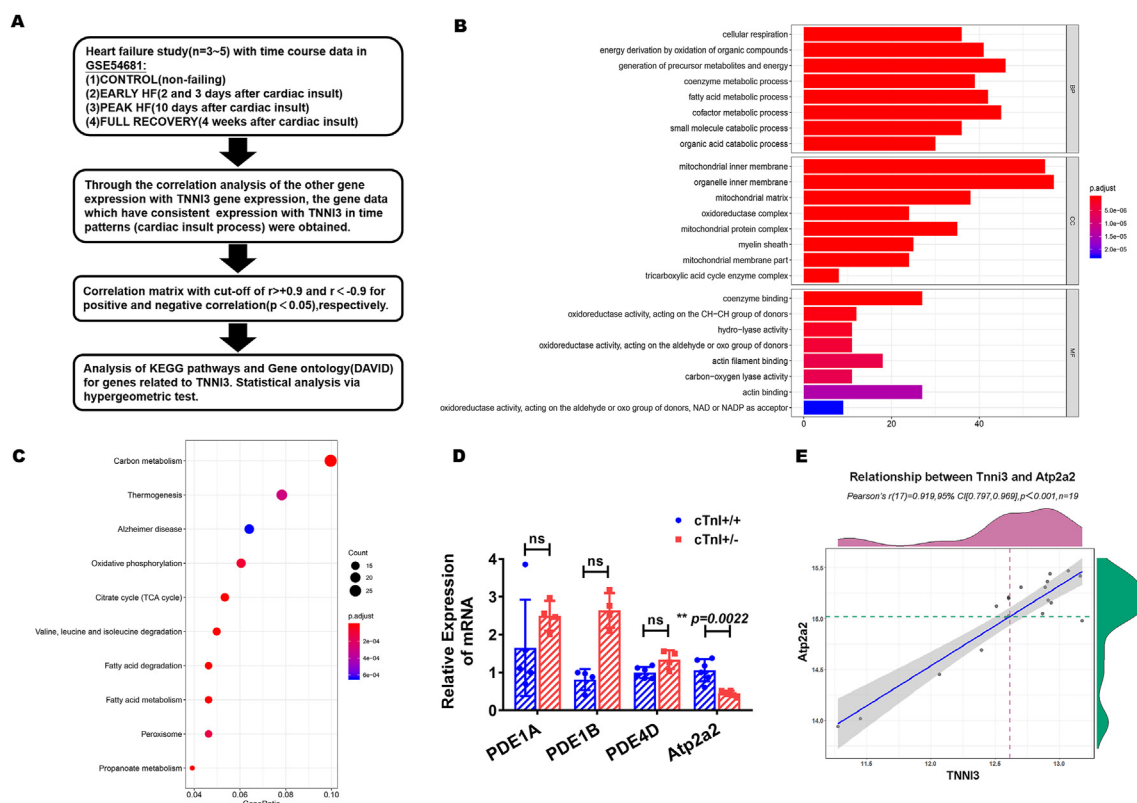 A
Heart failure study(n=3~5) with time course data in
GSE54681:
(1)CONTROL(non-failing)
(2)EARLY HF(2 and 3 days after cardiac insult)
(3)PEAK HF(10 days after cardiac insult)
(4)FULL RECOVERY(4 weeks after cardiac insult)
Through the correlation analysis of the other gene
expression with TNNI3 gene expression, the gene data
which have consistent expression with TNNI3 in time
patterns (cardiac insult process) were obtained.
Correlation matrix with cut-off of r>+0.9 and r<-0.9 for
positive and negative correlation(p<0.05),respectively.
Analysis of KEGG pathways and Gene ontology(DAVID)
for genes related to TNNI3. Statistical analysis via
hypergeometric test.
B
cellular respiration
energy derivation by oxidation of organic compounds
generation of precursor metabolites and energy
coenzyme metabolic process
fatty acid metabolic process
cofactor metabolic process
small molecule catabolic process
organic acid catabolic process
BP
mitochondrial inner membrane
organelle inner membrane
mitochondrial matrix
oxidoreductase complex
mitochondrial protein complex
myelin sheath
mitochondrial membrane part
tricarboxylic acid cycle enzyme complex
CC
coenzyme binding
oxidoreductase activity, acting on the CH-CH group of donors
hydro-lyase activity
oxidoreductase activity, acting on the aldehyde or oxo group of donors
actin filament binding
carbon-oxygen lyase activity
actin binding
oxidoreductase activity, acting on the aldehyde or oxo group of donors, NAD or NADP as acceptor
MF
0 20 40
p.adjust
5.0e-06
1.0e-05
1.5e-05
2.0e-05
C
Carbon metabolism
Thermogenesis
Alzheimer disease
Oxidative phosphorylation
Citrate cycle (TCA cycle)
Valine, leucine and isoleucine degradation
Fatty acid degradation
Fatty acid metabolism
Peroxisome
Propanoate metabolism
0.04 0.06 0.08 0.10
GeneRatio
Count
15
20
25
p.adjust
2e-04
4e-04
6e-04
D
cTnI+/+
cTnI+/-
Relative Expression
of mRNA
4
3
2
1
0
ns
ns
ns
** p=0.0022
PDE1A
PDE1B
PDE4D
Atp2a2
E
Relationship between Tnni3 and Atp2a2
Pearson's r(17)=0.919,95% CI[0.797,0.969],p<0.001,n=19
Atp2a2
15.5
15.0
14.5
14.0
11.5 12.0 12.5 13.0
TNNI3